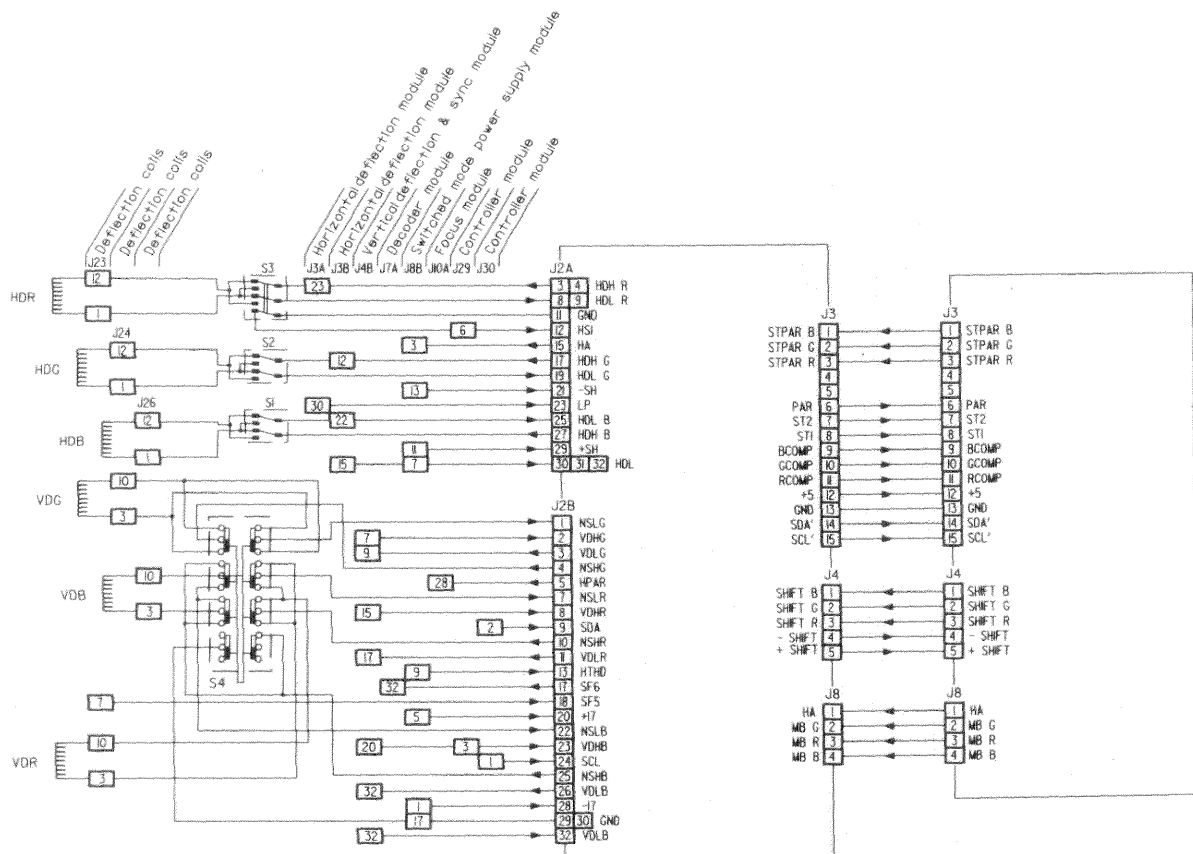 Deflection coils
Deflection coils
Deflection coils
Horizontal deflection module
Horizontal deflection module
Vertical deflection & sync module
Decoder module
Switched mode power supply module
Focus module
Controller module
Controller module
J23 J3A J3B J4B J7A J8B J10A J29 J30 J2A
12 S3 23 3 4 HDH R
HDR 8 9 HDL R
1 11 GND
6 12 HSI
J24 3 15 HA
12 S2 12 17 HDH G
HDG 19 HDL G
1 13 21 -SH
J26 30 23 LP
12 S1 22 25 HDL B
HDB 27 HDH B
1 11 29 +SH
15 7 30 31 32 HDL
VDG 10 3
J2B
1 NSLG
7 2 VDHG
9 3 VDLG
4 NSHG
28 5 HPAR
VDB 10 7 NSLR
3 15 8 VDHR
2 9 SDA
10 NSHR
17 11 VDLR
S4 9 13 HTHD
32 17 SF6
7 18 SF5
5 20 +17
22 NSLB
VDR 10 20 3 23 VDHB
1 24 SCL
3 25 NSHB
32 26 VDLB
1 28 -17
17 29 30 GND
32 32 VDLB
J3 J3
STPAR B 1 1 STPAR B
STPAR G 2 2 STPAR G
STPAR R 3 3 STPAR R
4 4
5 5
PAR 6 6 PAR
ST2 7 7 ST2
ST1 8 8 ST1
BCOMP 9 9 BCOMP
GCOMP 10 10 GCOMP
RCOMP 11 11 RCOMP
+5 12 12 +5
GND 13 13 GND
SDA' 14 14 SDA'
SCL' 15 15 SCL'
J4 J4
SHIFT B 1 1 SHIFT B
SHIFT G 2 2 SHIFT G
SHIFT R 3 3 SHIFT R
- SHIFT 4 4 - SHIFT
+ SHIFT 5 5 + SHIFT
J8 J8
HA 1 1 HA
MB G 2 2 MB G
MB R 3 3 MB R
MB B 4 4 MB B